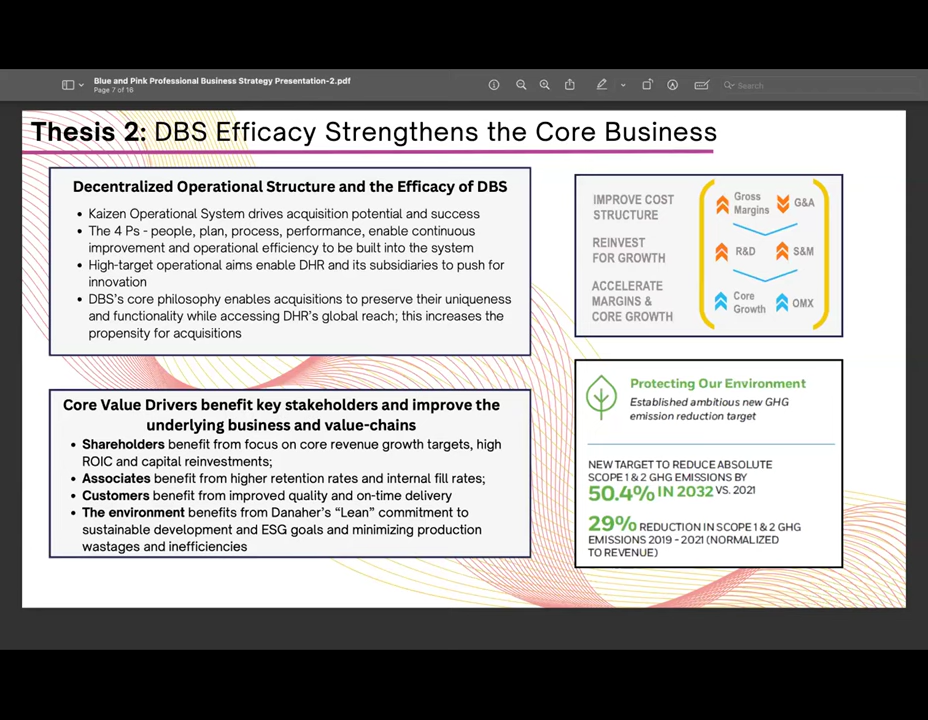 Blue and Pink Professional Business Strategy Presentation-2.pdf
Page 7 of 16
Search
Thesis 2: DBS Efficacy Strengthens the Core Business
Decentralized Operational Structure and the Efficacy of DBS
• Kaizen Operational System drives acquisition potential and success
• The 4 Ps - people, plan, process, performance, enable continuous
improvement and operational efficiency to be built into the system
• High-target operational aims enable DHR and its subsidiaries to push for
innovation
• DBS's core philosophy enables acquisitions to preserve their uniqueness
and functionality while accessing DHR's global reach; this increases the
propensity for acquisitions
Core Value Drivers benefit key stakeholders and improve the
underlying business and value-chains
• Shareholders benefit from focus on core revenue growth targets, high
ROIC and capital reinvestments;
• Associates benefit from higher retention rates and internal fill rates;
• Customers benefit from improved quality and on-time delivery
• The environment benefits from Danaher's “Lean” commitment to
sustainable development and ESG goals and minimizing production
wastages and inefficiencies
IMPROVE COST
STRUCTURE
Gross
Margins
G&A
REINVEST
FOR GROWTH
R&D
S&M
ACCELERATE
MARGINS &
CORE GROWTH
Core
Growth
OMX
Protecting Our Environment
Established ambitious new GHG
emission reduction target
NEW TARGET TO REDUCE ABSOLUTE
SCOPE 1 & 2 GHG EMISSIONS BY
50.4% IN 2032 VS. 2021
29% REDUCTION IN SCOPE 1 & 2 GHG
EMISSIONS 2019 - 2021 (NORMALIZED
TO REVENUE)